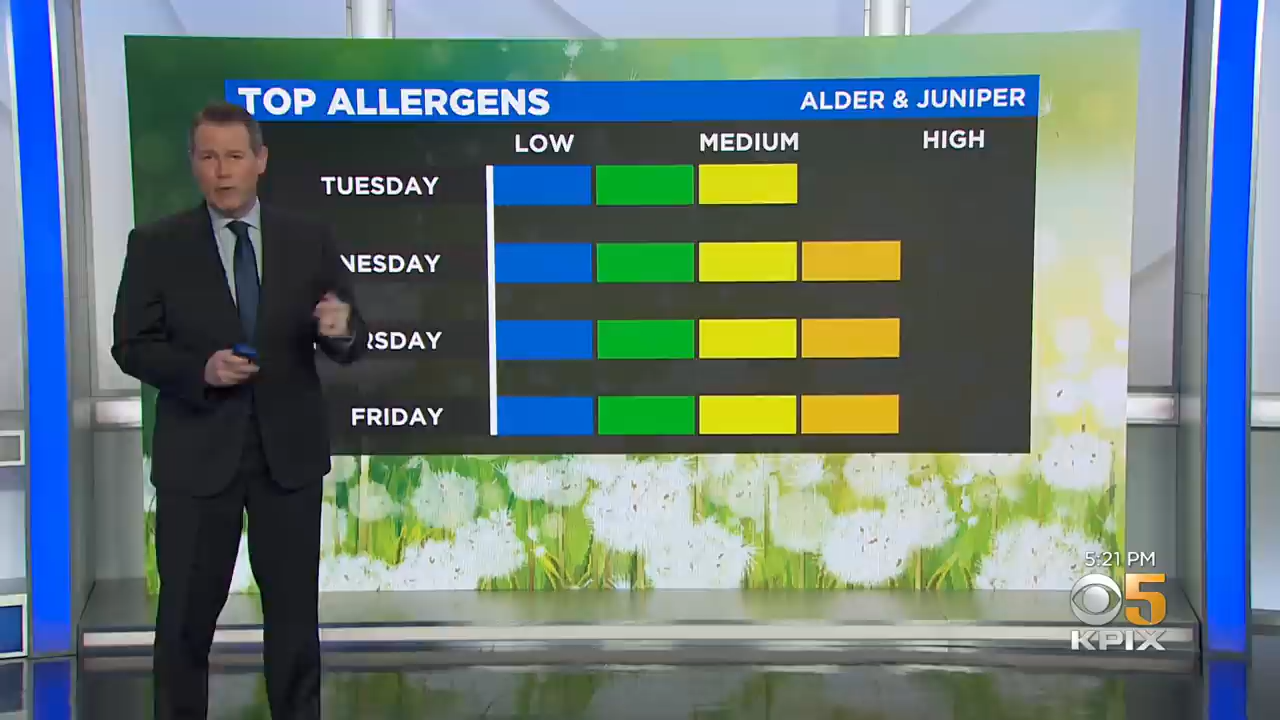 TOP ALLERGENS ALDER & JUNIPER
LOW MEDIUM HIGH
TUESDAY
NESDAY
RSDAY
FRIDAY
5:21 PM
5
KPIX